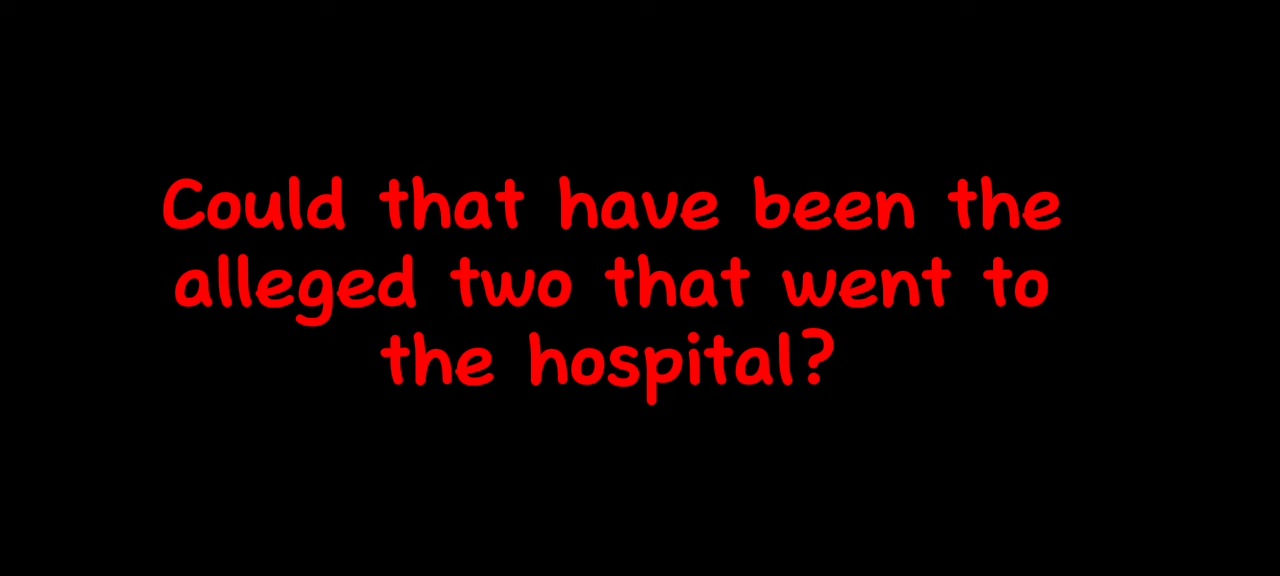 Could that have been the
alleged two that went to
the hospital?